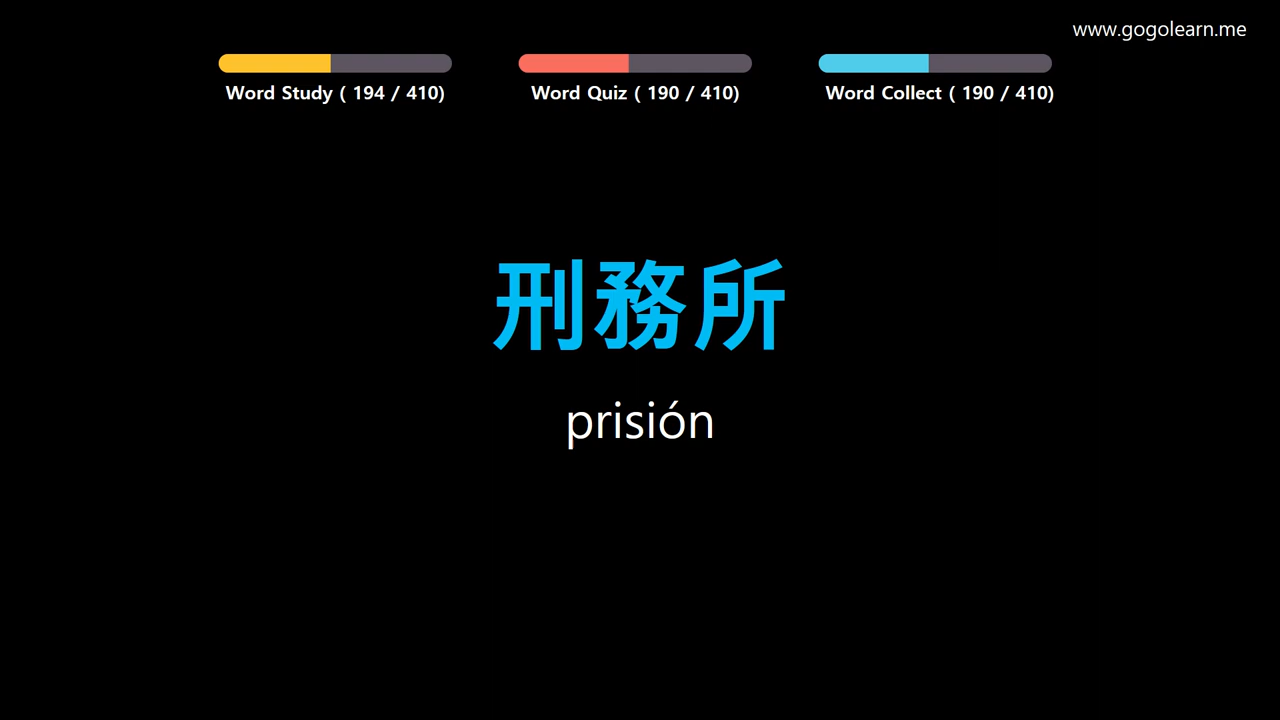 www.gogolearn.me
Word Study ( 194 / 410)
Word Quiz ( 190 / 410)
Word Collect ( 190 / 410)
刑務所
prisión